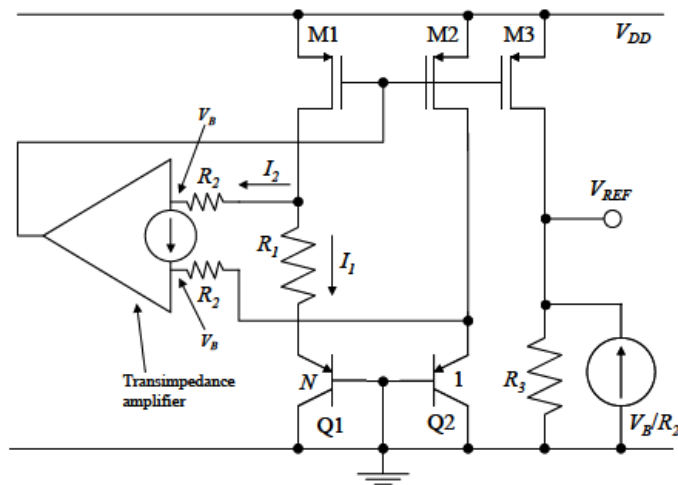 M1 M2 M3
V_DD
V_B
R_2 I_2
V_REF
R_1
I_1
R_2
V_B
Transimpedance
amplifier
N 1
R_3
Q1 Q2
V_B/R_2